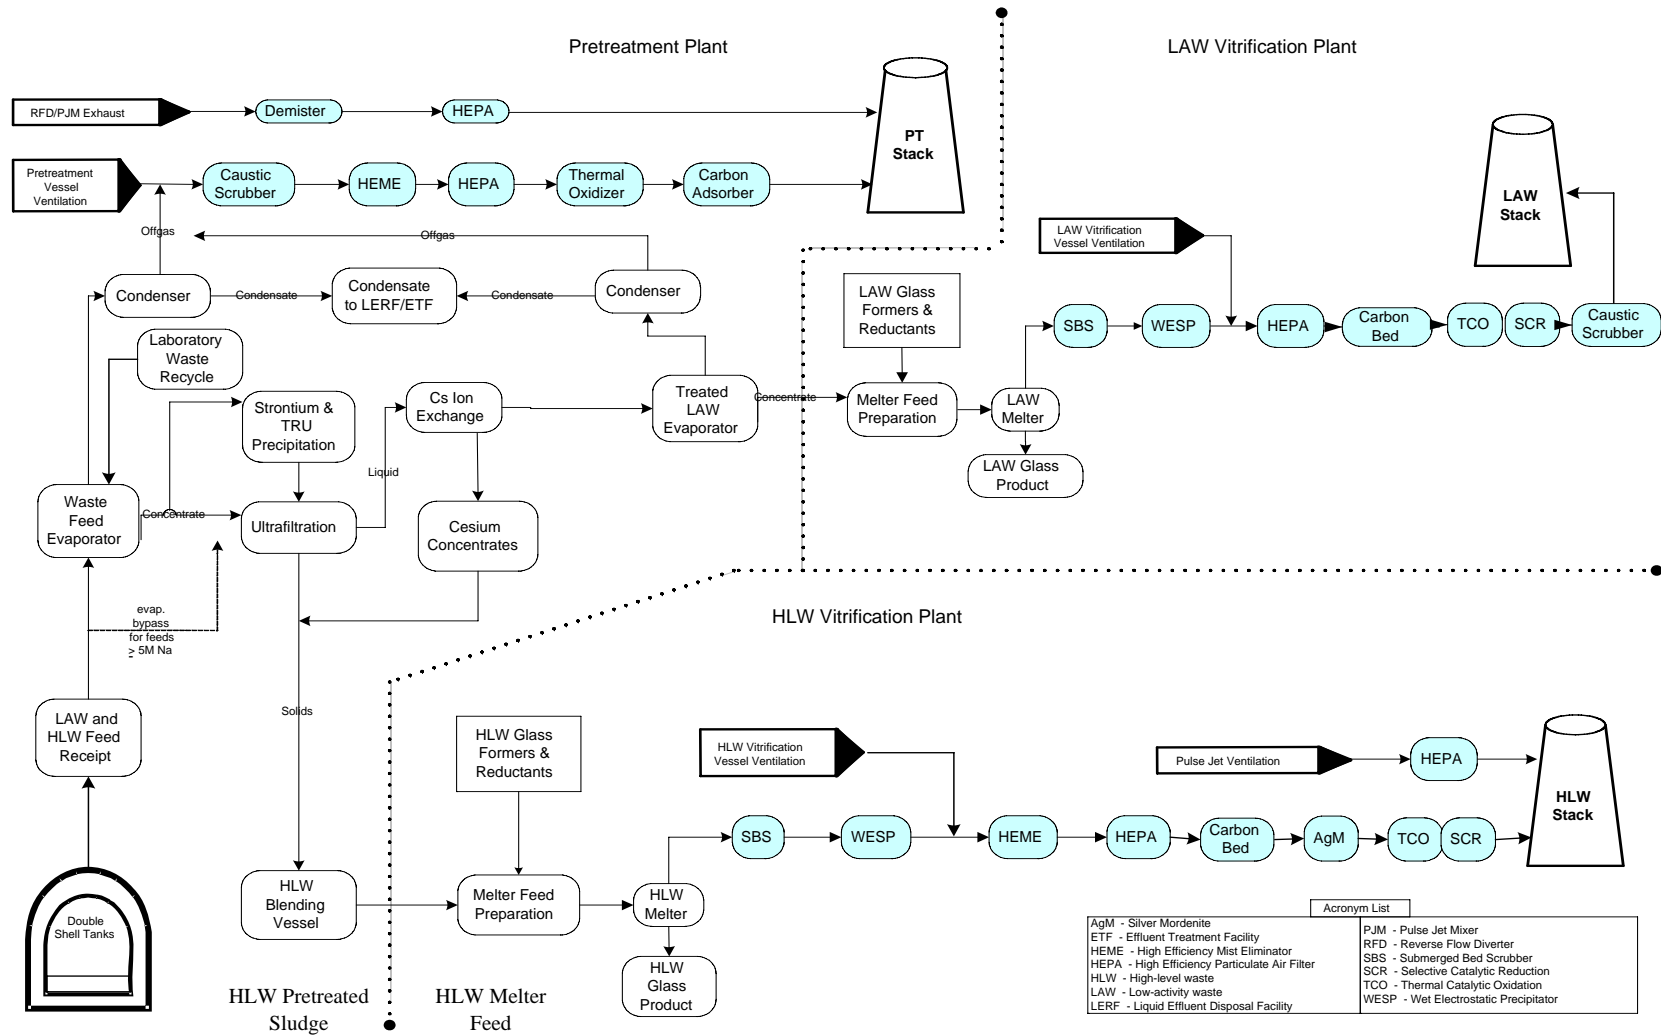 Pretreatment Plant
LAW Vitrification Plant
RFD/PJM Exhaust
Demister
HEPA
PT
Stack
Pretreatment
Vessel
Ventilation
Caustic
Scrubber
HEME
HEPA
Thermal
Oxidizer
Carbon
Adsorber
LAW
Stack
LAW Vitrification
Vessel Ventilation
Offgas
Offgas
Condenser
Condensate
Condensate
to LERF/ETF
Condensate
Condenser
LAW Glass
Formers &
Reductants
SBS
WESP
HEPA
Carbon
Bed
TCO
SCR
Caustic
Scrubber
Laboratory
Waste
Recycle
Strontium &
TRU
Precipitation
Cs Ion
Exchange
Treated
LAW
Evaporator
Concentrate
Melter Feed
Preparation
LAW
Melter
LAW Glass
Product
Liquid
Waste
Feed
Evaporator
Concentrate
Ultrafiltration
Cesium
Concentrates
evap.
bypass
for feeds
≥ 5M Na
HLW Vitrification Plant
LAW and
HLW Feed
Receipt
Solids
HLW Glass
Formers &
Reductants
HLW Vitrification
Vessel Ventilation
Pulse Jet Ventilation
HEPA
HLW
Stack
SBS
WESP
HEME
HEPA
Carbon
Bed
AgM
TCO
SCR
Double
Shell Tanks
HLW
Blending
Vessel
Melter Feed
Preparation
HLW
Melter
HLW
Glass
Product
HLW Pretreated
Sludge
HLW Melter
Feed
Acronym List
AgM - Silver Mordenite
ETF - Effluent Treatment Facility
HEME - High Efficiency Mist Eliminator
HEPA - High Efficiency Particulate Air Filter
HLW - High-level waste
LAW - Low-activity waste
LERF - Liquid Effluent Disposal Facility
PJM - Pulse Jet Mixer
RFD - Reverse Flow Diverter
SBS - Submerged Bed Scrubber
SCR - Selective Catalytic Reduction
TCO - Thermal Catalytic Oxidation
WESP - Wet Electrostatic Precipitator